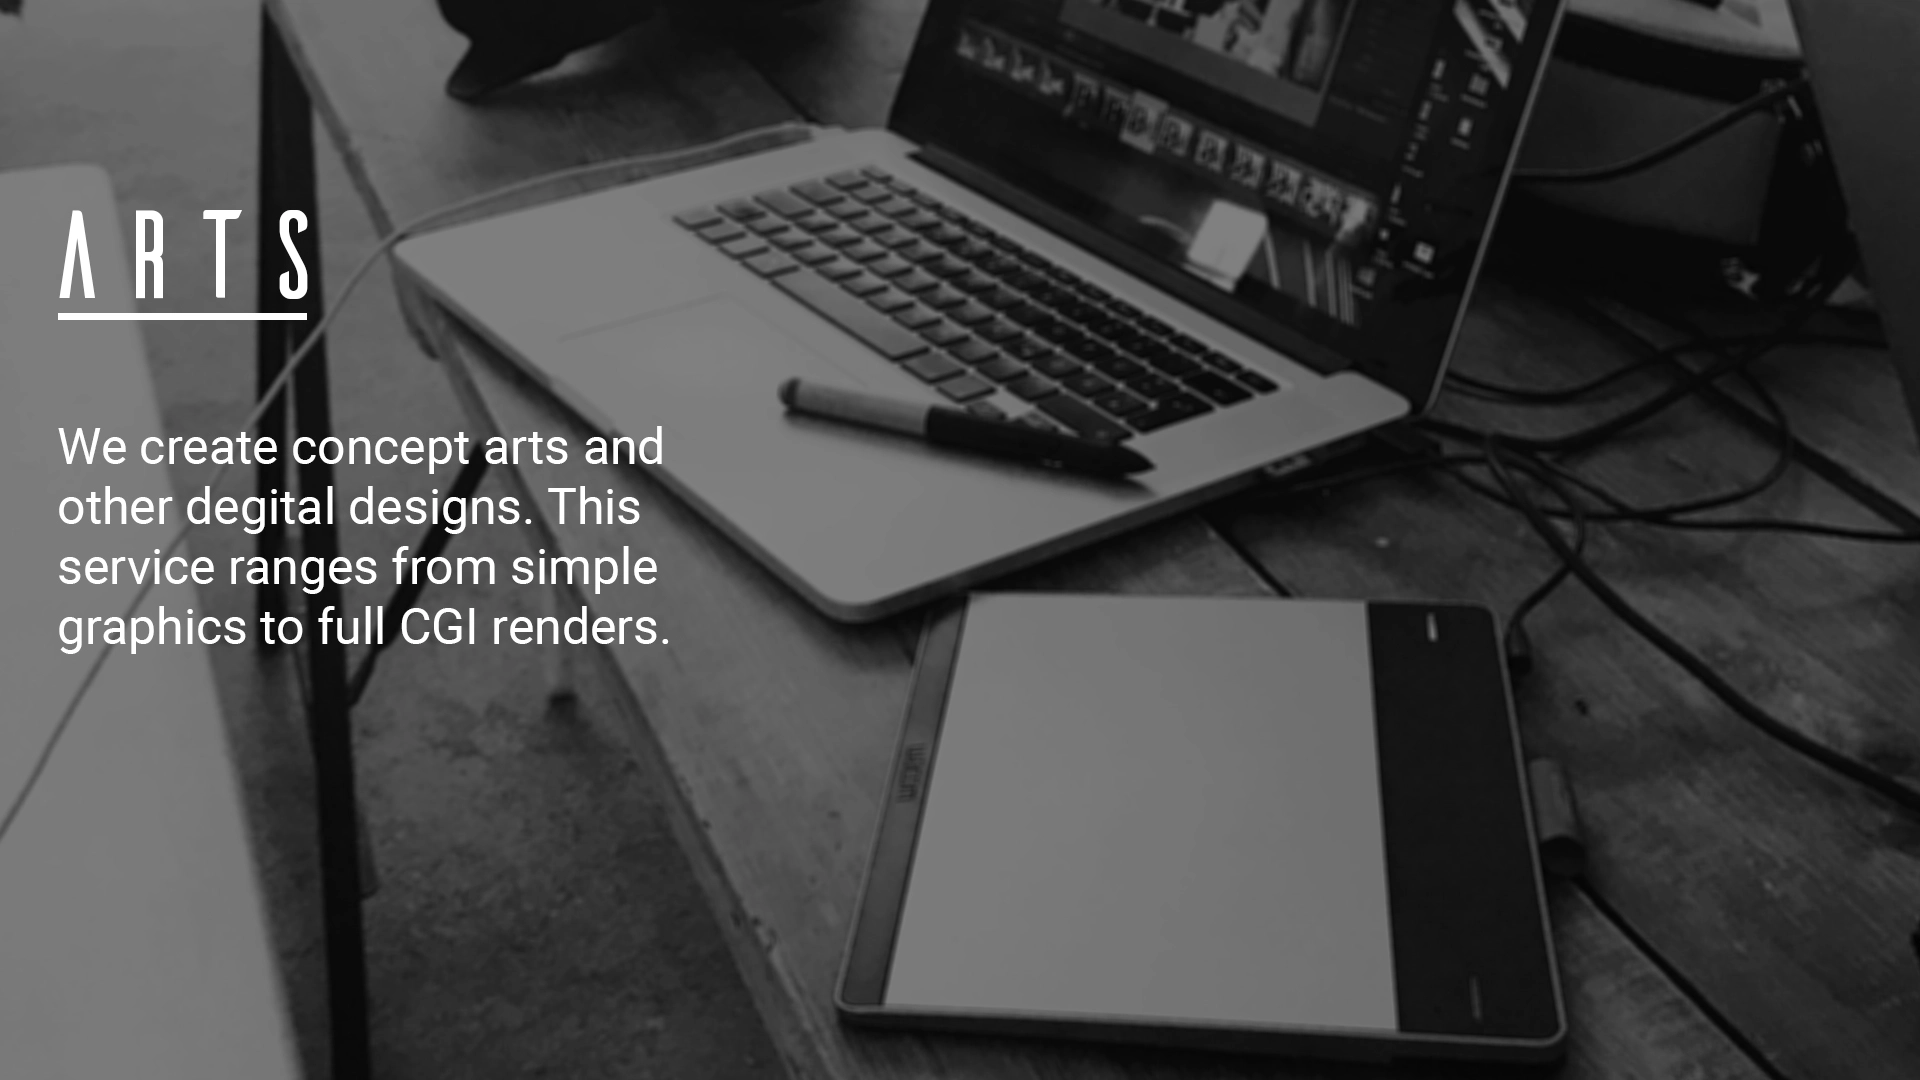 ARTS
We create concept arts and
other degital designs. This
service ranges from simple
graphics to full CGI renders.
wacom